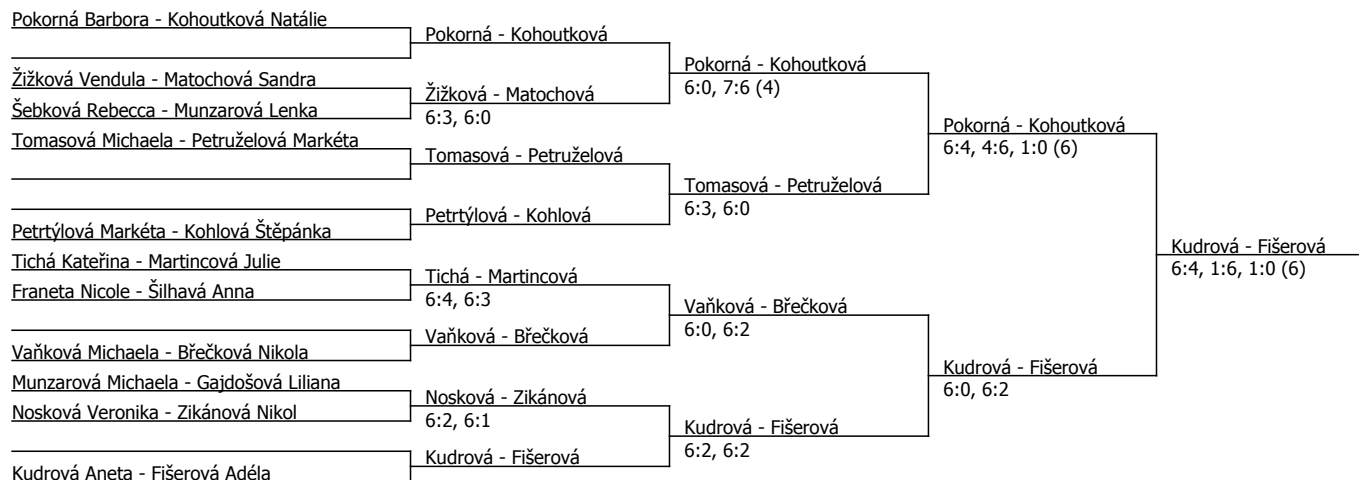 Pokorná Barbora - Kohoutková Natálie
Žižková Vendula - Matochová Sandra
Šebková Rebecca - Munzarová Lenka
Tomasová Michaela - Petruželová Markéta
Petrtýlová Markéta - Kohlová Štěpánka
Tichá Kateřina - Martincová Julie
Franeta Nicole - Šilhavá Anna
Vaňková Michaela - Břečková Nikola
Munzarová Michaela - Gajdošová Liliana
Nosková Veronika - Zikánová Nikol
Kudrová Aneta - Fišerová Adéla
Pokorná - Kohoutková
Žižková - Matochová
6:3, 6:0
Tomasová - Petruželová
Petrtýlová - Kohlová
Tichá - Martincová
6:4, 6:3
Vaňková - Břečková
Nosková - Zikánová
6:2, 6:1
Kudrová - Fišerová
Pokorná - Kohoutková
6:0, 7:6 (4)
Tomasová - Petruželová
6:3, 6:0
Vaňková - Břečková
6:0, 6:2
Kudrová - Fišerová
6:2, 6:2
Pokorná - Kohoutková
6:4, 4:6, 1:0 (6)
Kudrová - Fišerová
6:0, 6:2
Kudrová - Fišerová
6:4, 1:6, 1:0 (6)